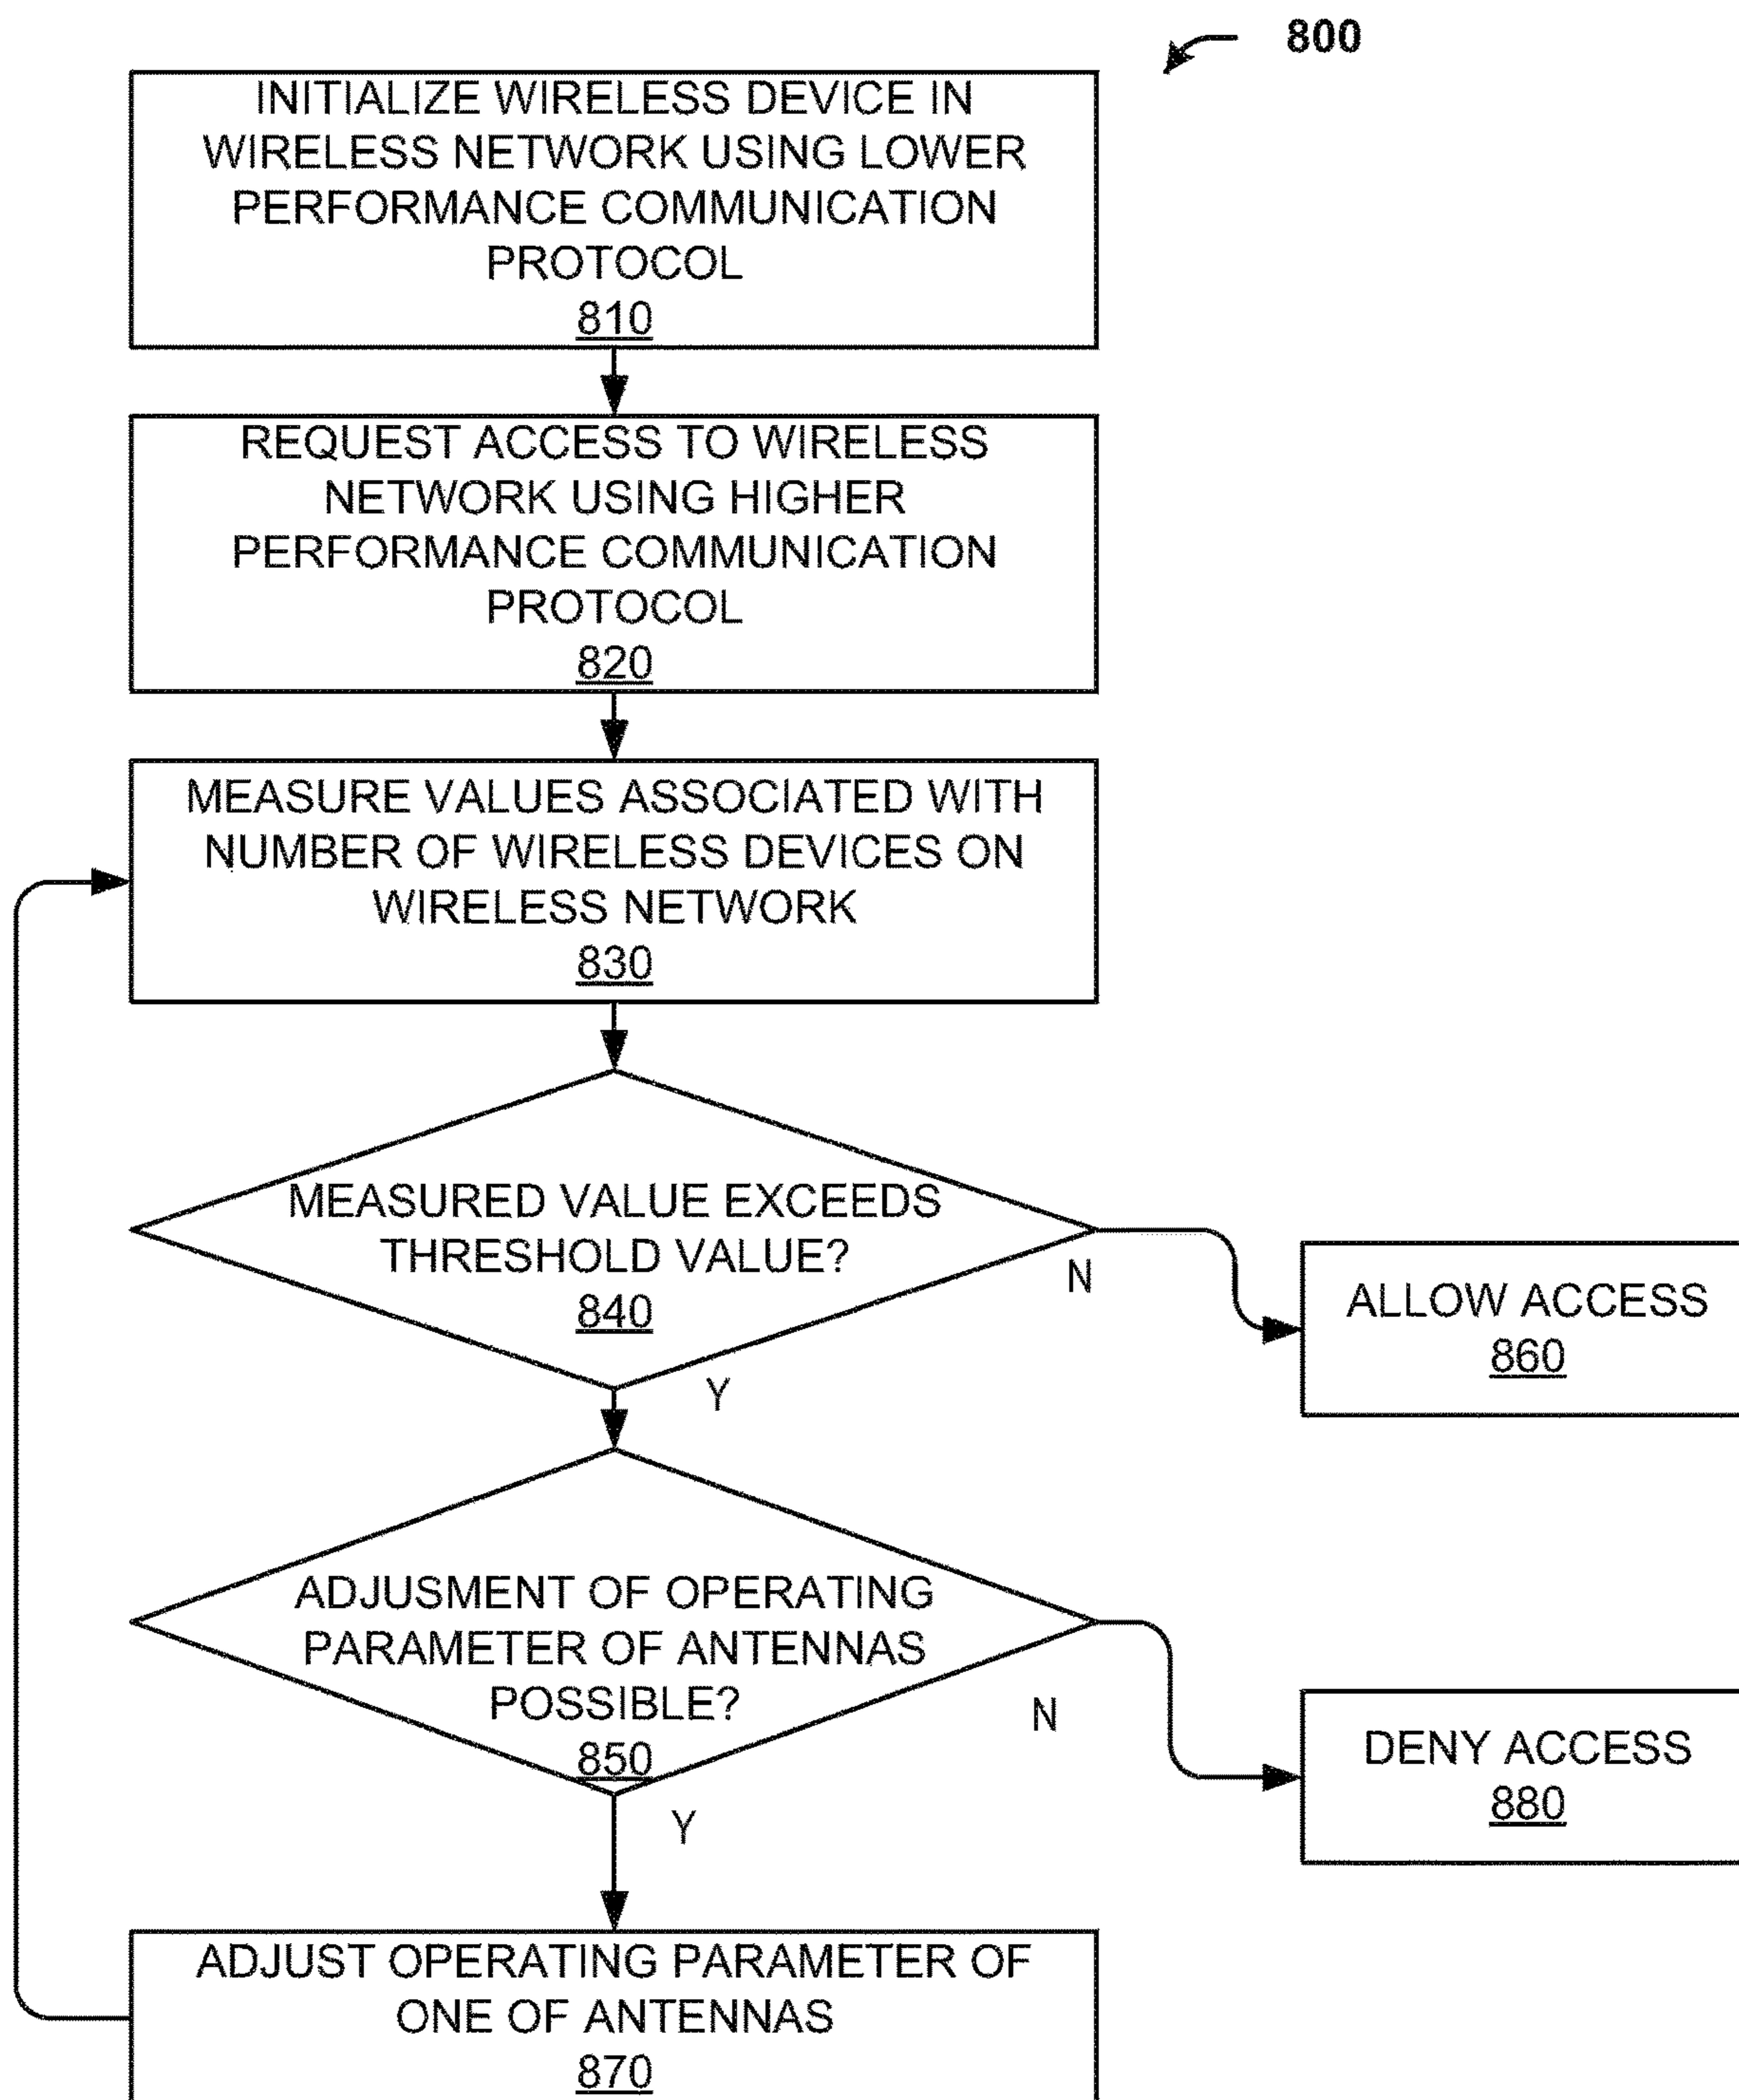 800
INITIALIZE WIRELESS DEVICE IN
WIRELESS NETWORK USING LOWER
PERFORMANCE COMMUNICATION
PROTOCOL
810
REQUEST ACCESS TO WIRELESS
NETWORK USING HIGHER
PERFORMANCE COMMUNICATION
PROTOCOL
820
MEASURE VALUES ASSOCIATED WITH
NUMBER OF WIRELESS DEVICES ON
WIRELESS NETWORK
830
MEASURED VALUE EXCEEDS
THRESHOLD VALUE?
840
N
ALLOW ACCESS
860
Y
ADJUSMENT OF OPERATING
PARAMETER OF ANTENNAS
POSSIBLE?
850
N
DENY ACCESS
880
Y
ADJUST OPERATING PARAMETER OF
ONE OF ANTENNAS
870